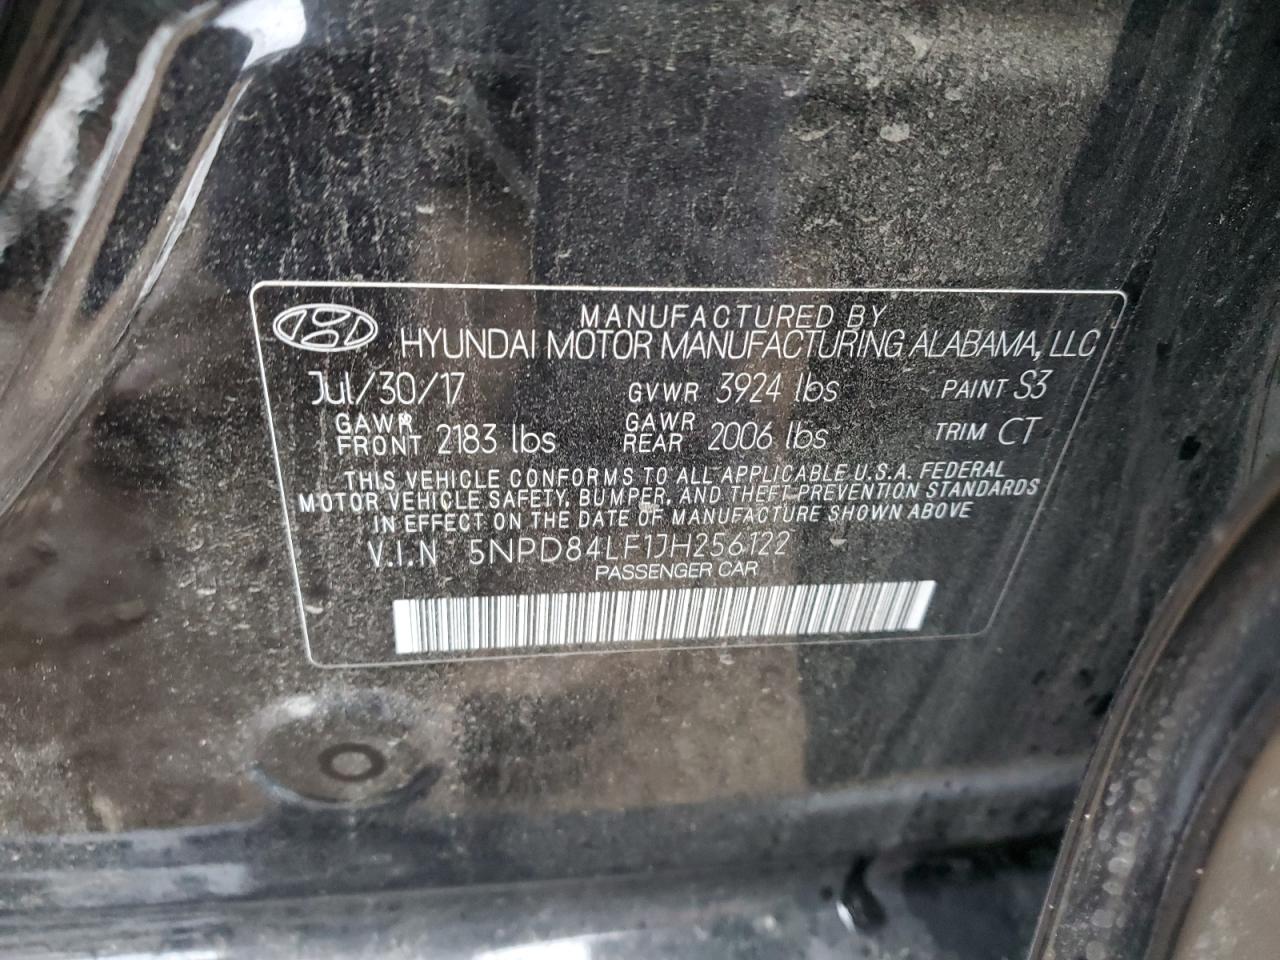 MANUFACTURED BY
HYUNDAI MOTOR MANUFACTURING ALABAMA, LLC
Jul/30/17 GVWR 3924 lbs PAINT S3
GAWR FRONT 2183 lbs GAWR REAR 2006 lbs TRIM CT
THIS VEHICLE CONFORMS TO ALL APPLICABLE U.S.A. FEDERAL
MOTOR VEHICLE SAFETY, BUMPER, AND THEFT PREVENTION STANDARDS
IN EFFECT ON THE DATE OF MANUFACTURE SHOWN ABOVE
V.I.N 5NPD84LF1JH256122
PASSENGER CAR